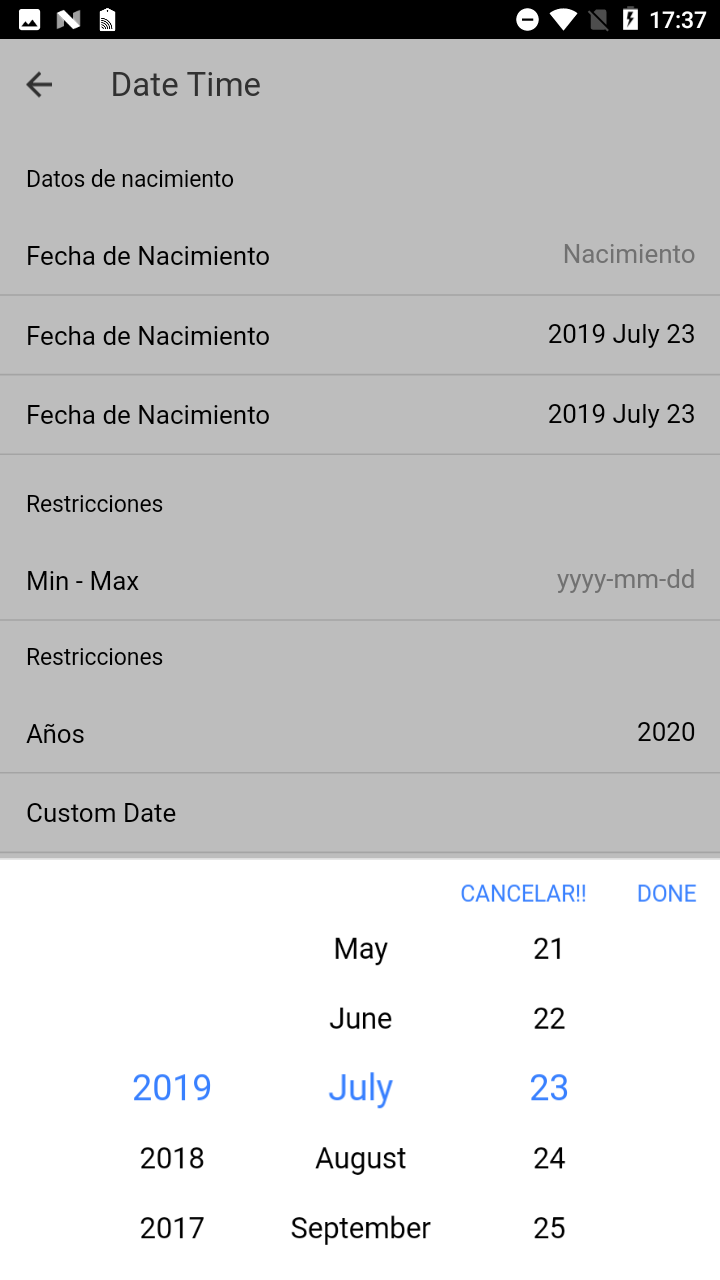 17:37
Date Time
Datos de nacimiento
Fecha de Nacimiento Nacimiento
Fecha de Nacimiento 2019 July 23
Fecha de Nacimiento 2019 July 23
Restricciones
Min - Max yyyy-mm-dd
Restricciones
Años 2020
Custom Date
CANCELAR!! DONE
May 21
June 22
2019 July 23
2018 August 24
2017 September 25